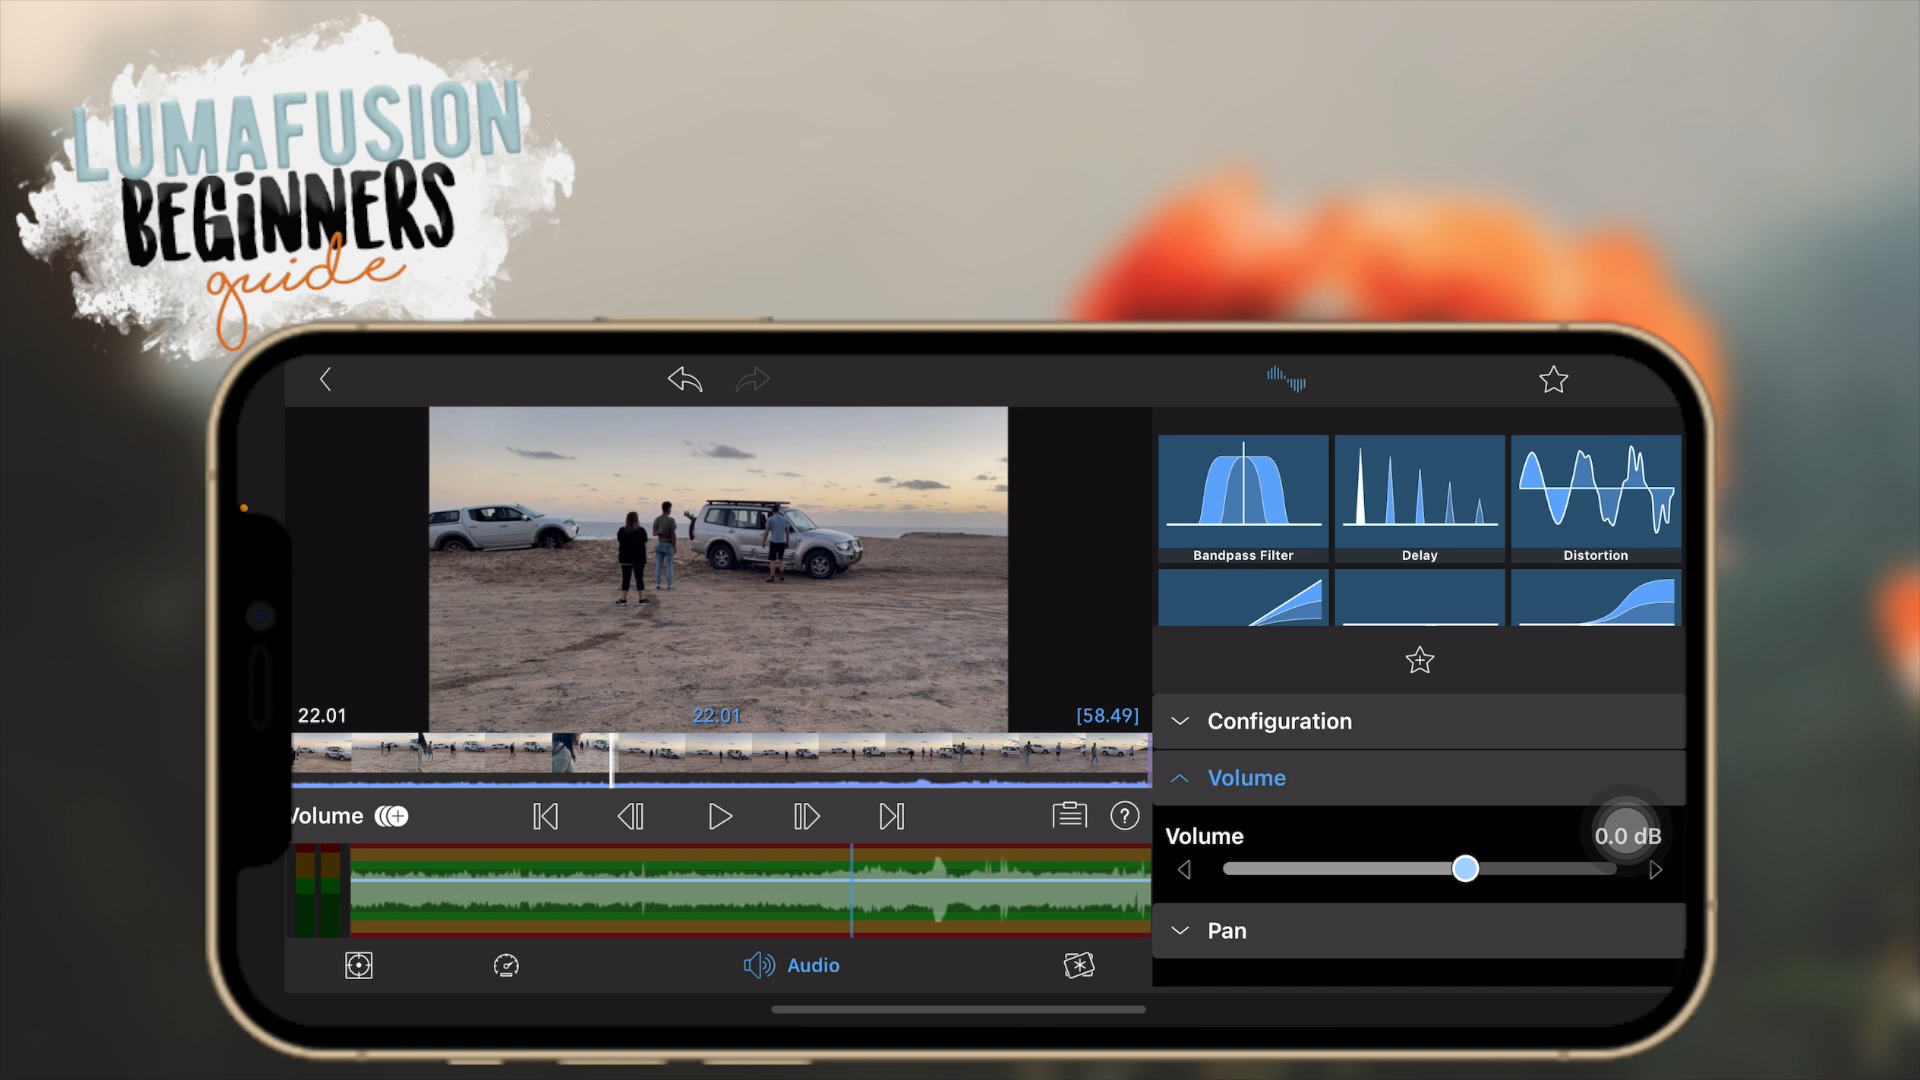 LUMAFUSION
BEGINNERS
guide
Bandpass Filter
Delay
Distortion
22.01
22.01
[58.49]
Configuration
Volume
Volume
?
Volume
0.0 dB
Pan
Audio